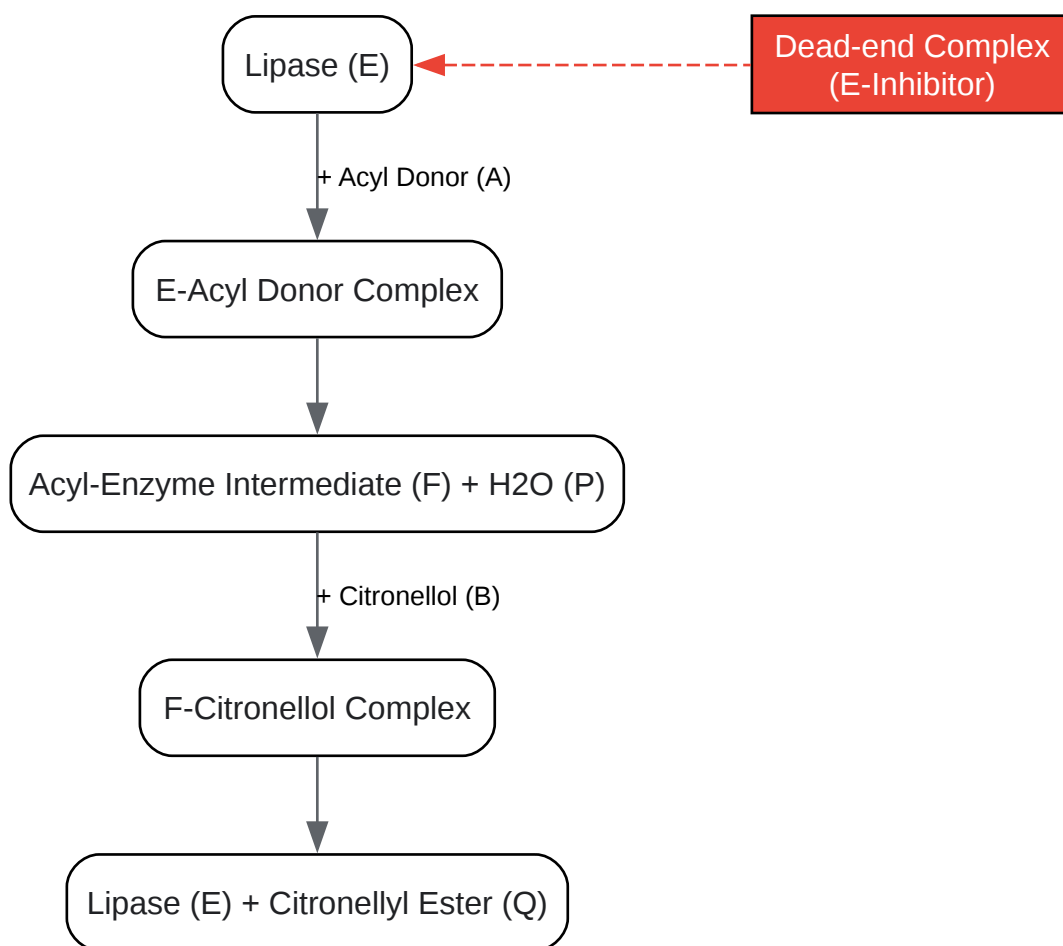 Lipase (E)
Dead-end Complex
(E-Inhibitor)
+ Acyl Donor (A)
E-Acyl Donor Complex
Acyl-Enzyme Intermediate (F) + H2O (P)
+ Citronellol (B)
F-Citronellol Complex
Lipase (E) + Citronellyl Ester (Q)